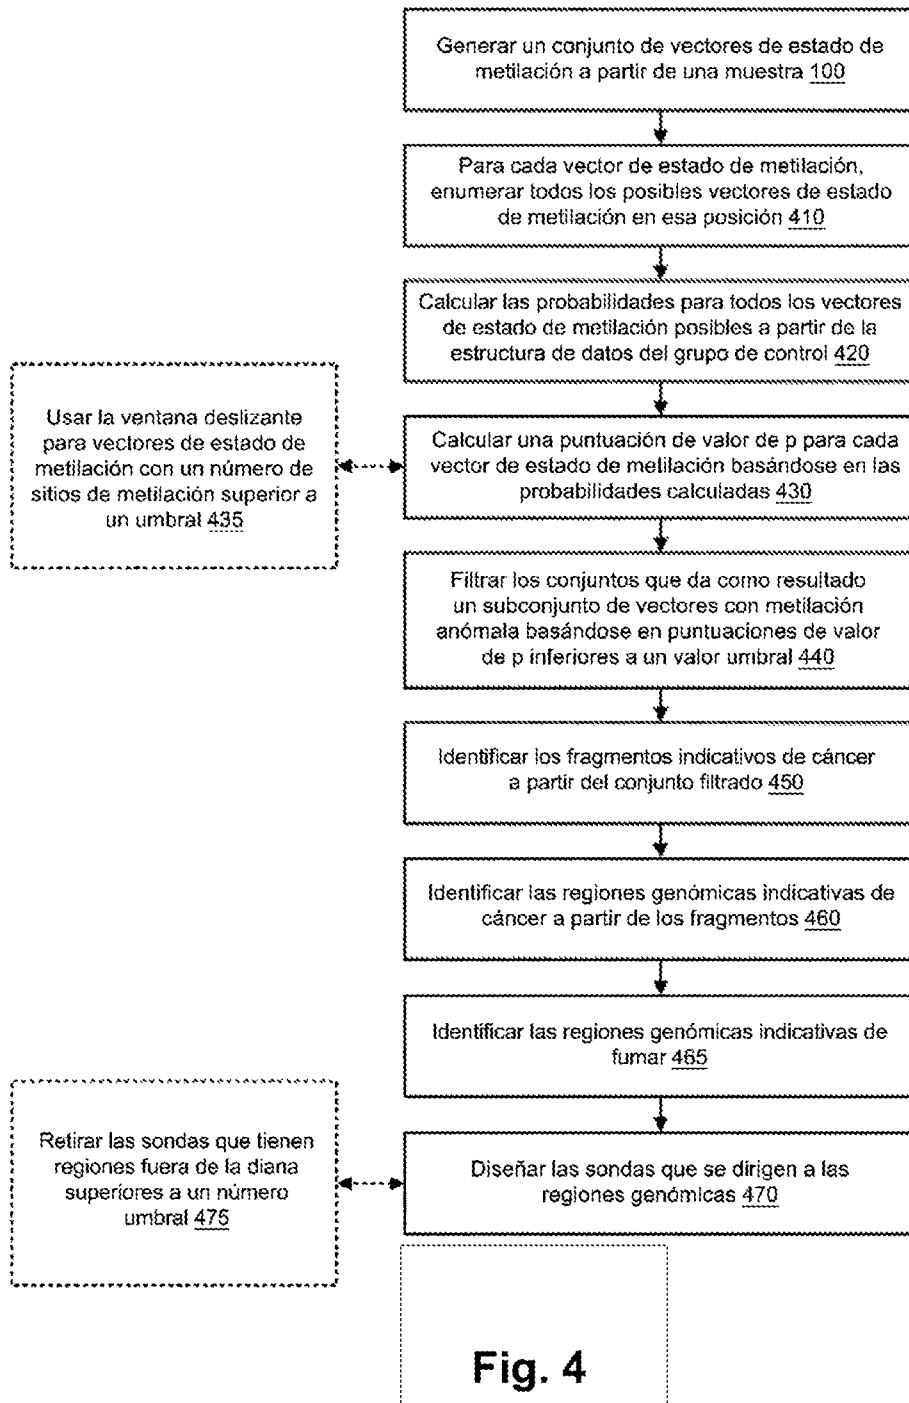 Generar un conjunto de vectores de estado de
metilación a partir de una muestra 100
Para cada vector de estado de metilación,
enumerar todos los posibles vectores de estado
de metilación en esa posición 410
Calcular las probabilidades para todos los vectores
de estado de metilación posibles a partir de la
estructura de datos del grupo de control 420
Usar la ventana deslizante
para vectores de estado de
metilación con un número de
sitios de metilación superior a
un umbral 435
Calcular una puntuación de valor de p para cada
vector de estado de metilación basándose en las
probabilidades calculadas 430
Filtrar los conjuntos que da como resultado
un subconjunto de vectores con metilación
anómala basándose en puntuaciones de valor
de p inferiores a un valor umbral 440
Identificar los fragmentos indicativos de cáncer
a partir del conjunto filtrado 450
Identificar las regiones genómicas indicativas de
cáncer a partir de los fragmentos 460
Identificar las regiones genómicas indicativas de
fumar 465
Retirar las sondas que tienen
regiones fuera de la diana
superiores a un número
umbral 475
Diseñar las sondas que se dirigen a las
regiones genómicas 470
Fig. 4